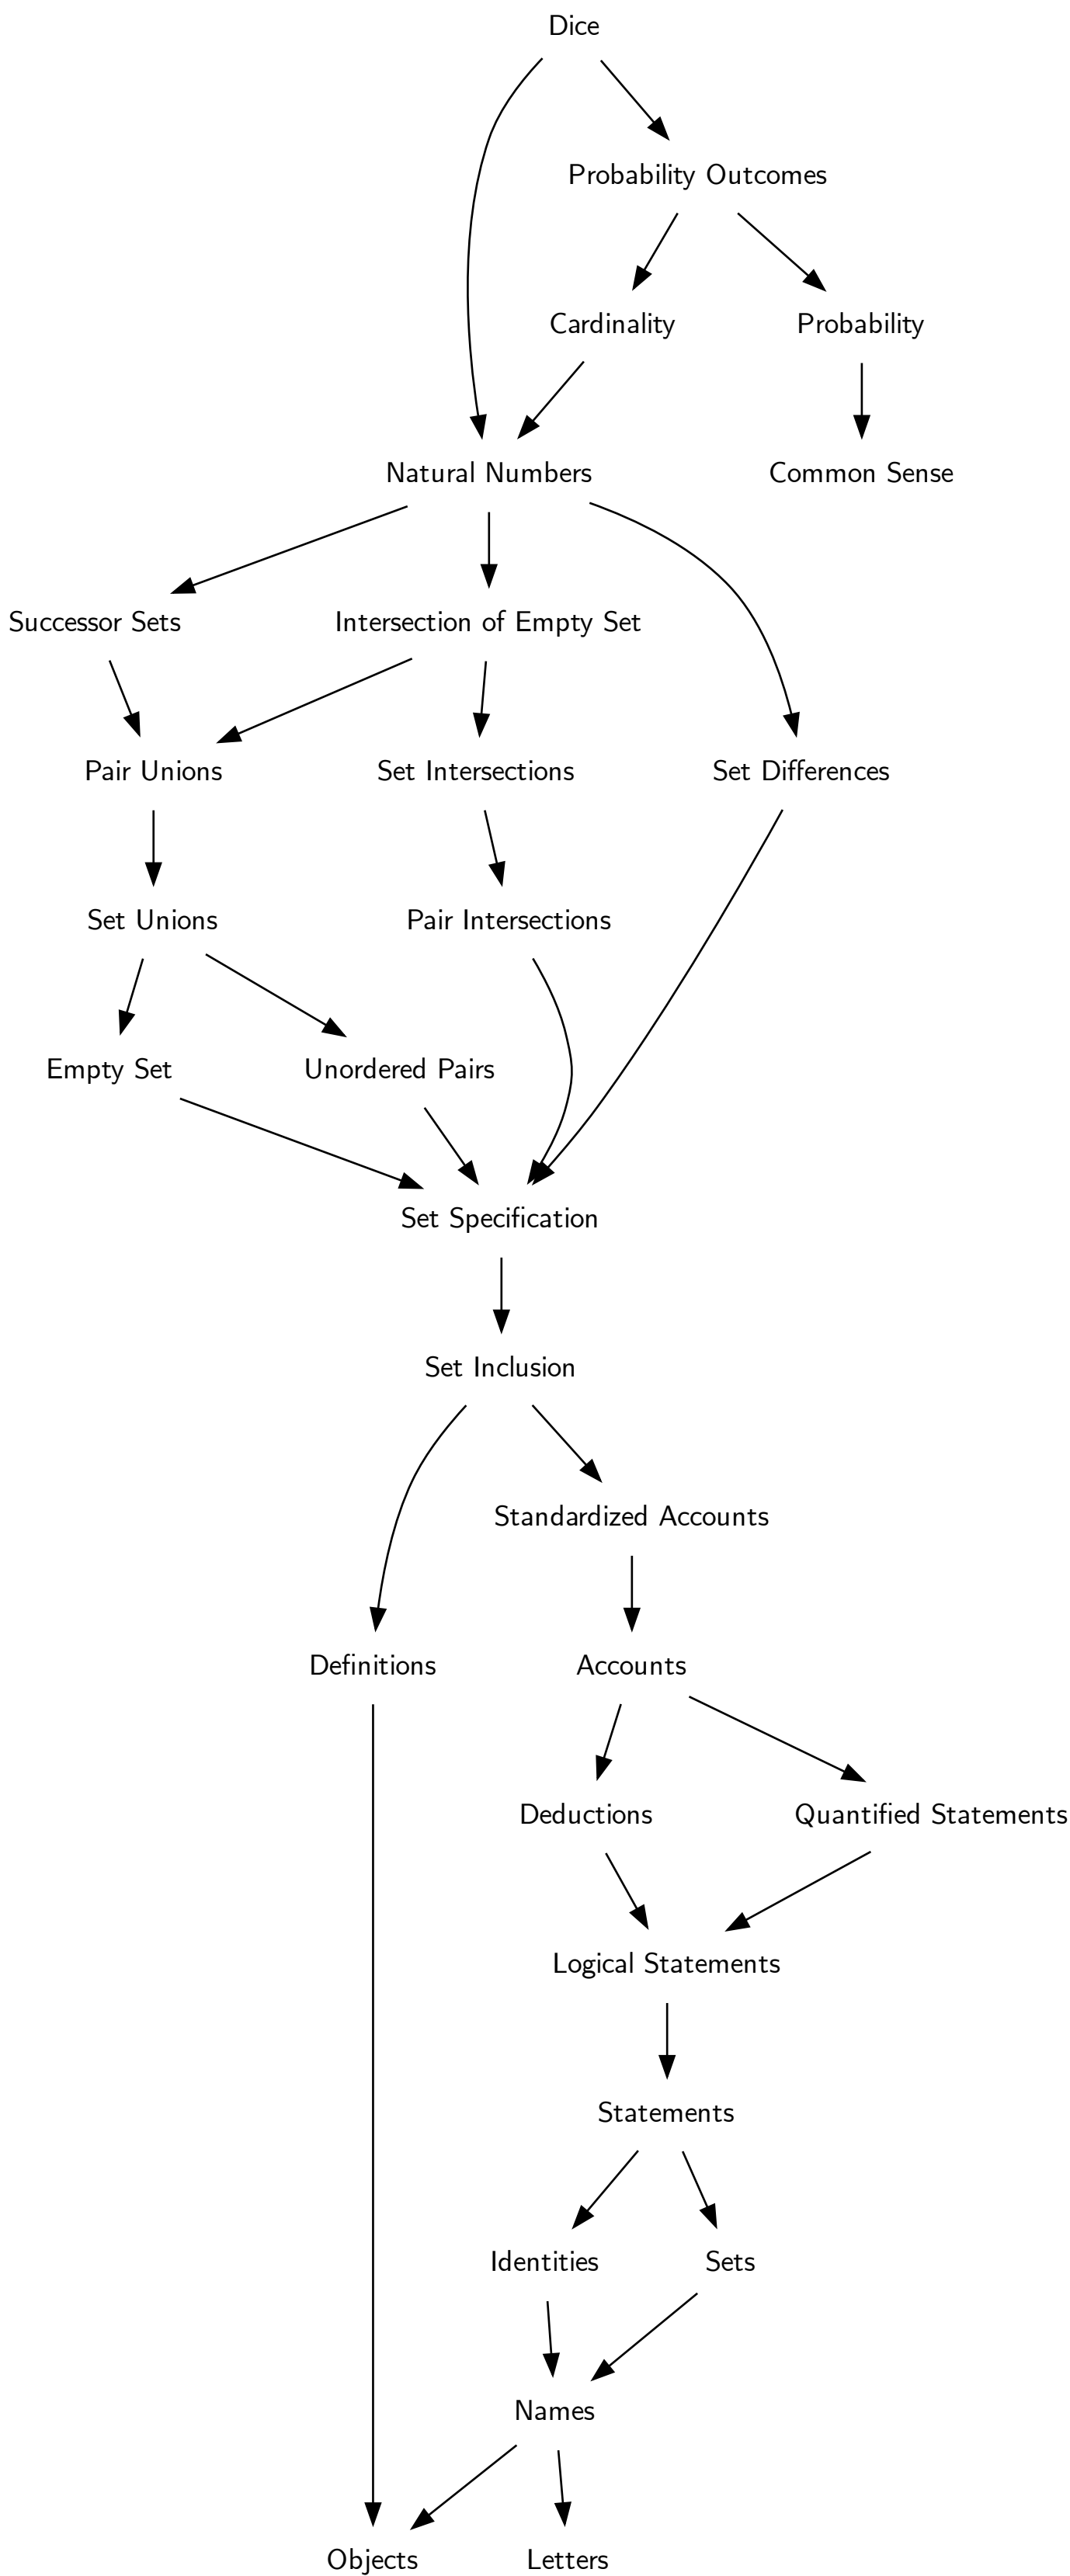 Dice
Probability Outcomes
Cardinality
Probability
Natural Numbers
Common Sense
Successor Sets
Intersection of Empty Set
Pair Unions
Set Intersections
Set Differences
Set Unions
Pair Intersections
Empty Set
Unordered Pairs
Set Specification
Set Inclusion
Standardized Accounts
Definitions
Accounts
Deductions
Quantified Statements
Logical Statements
Statements
Identities
Sets
Names
Objects
Letters